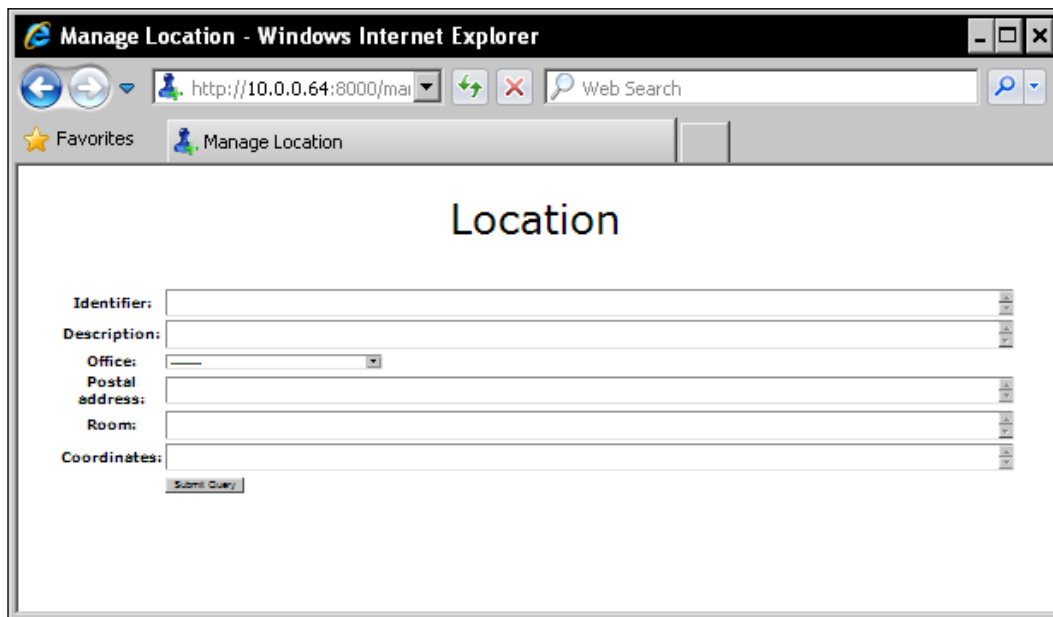 Manage Location - Windows Internet Explorer
http://10.0.0.64:8000/mai
Web Search
Favorites
Manage Location
Location
Identifier:
Description:
Office:
-------
Postal
address:
Room:
Coordinates:
Submit Query